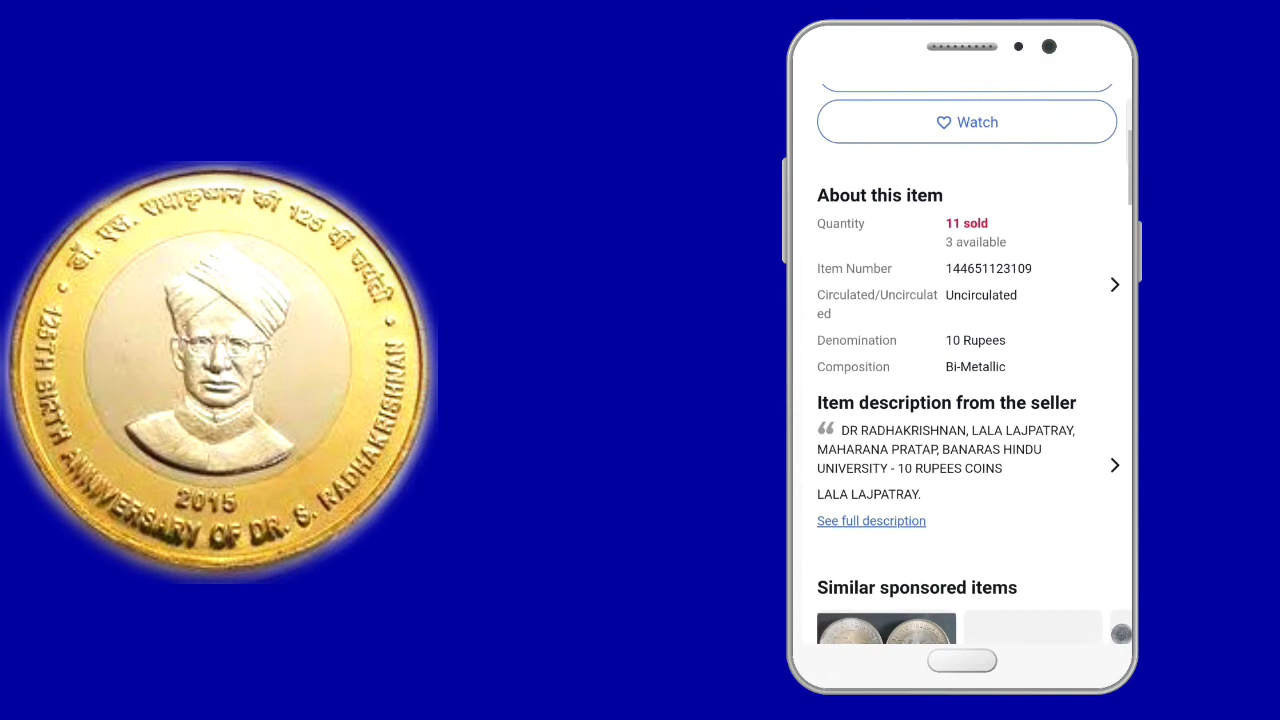 डॉ. एस. राधाकृष्णन की 125 वीं जयंती
125TH BIRTH ANNIVERSARY OF DR. S. RADHAKRISHNAN
2015
Watch
About this item
Quantity 11 sold
3 available
Item Number 144651123109
Circulated/Uncirculat Uncirculated
ed
Denomination 10 Rupees
Composition Bi-Metallic
Item description from the seller
“ DR RADHAKRISHNAN, LALA LAJPATRAY,
MAHARANA PRATAP, BANARAS HINDU
UNIVERSITY - 10 RUPEES COINS
LALA LAJPATRAY.
See full description
Similar sponsored items